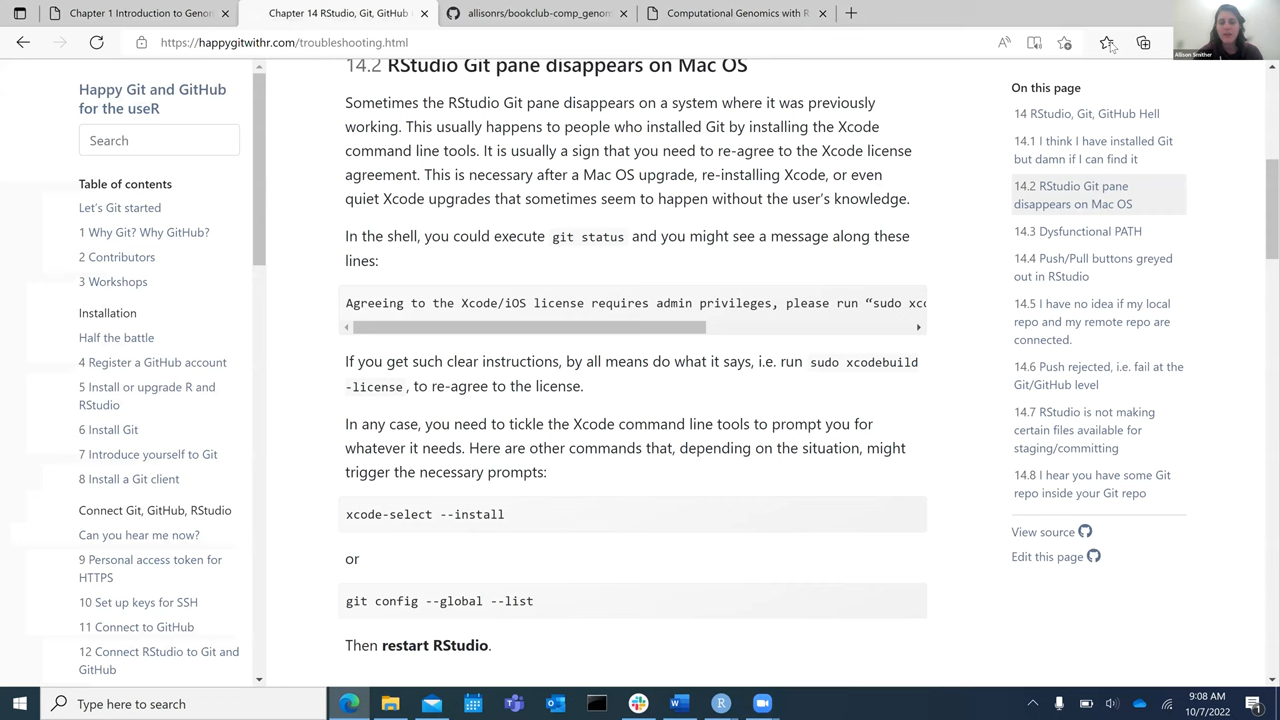 Chapter 1 Introduction to Genom
Chapter 14 RStudio, Git, GitHub
allisonrs/bookclub-comp_genom
Computational Genomics with R
https://happygitwithr.com/troubleshooting.html
Allison Smither
Happy Git and GitHub
for the useR
Search
Table of contents
Let's Git started
1 Why Git? Why GitHub?
2 Contributors
3 Workshops
Installation
Half the battle
4 Register a GitHub account
5 Install or upgrade R and
RStudio
6 Install Git
7 Introduce yourself to Git
8 Install a Git client
Connect Git, GitHub, RStudio
Can you hear me now?
9 Personal access token for
HTTPS
10 Set up keys for SSH
11 Connect to GitHub
12 Connect RStudio to Git and
GitHub
14.2 RStudio Git pane disappears on Mac OS
Sometimes the RStudio Git pane disappears on a system where it was previously
working. This usually happens to people who installed Git by installing the Xcode
command line tools. It is usually a sign that you need to re-agree to the Xcode license
agreement. This is necessary after a Mac OS upgrade, re-installing Xcode, or even
quiet Xcode upgrades that sometimes seem to happen without the user's knowledge.
In the shell, you could execute git status and you might see a message along these
lines:
Agreeing to the Xcode/iOS license requires admin privileges, please run “sudo xco
If you get such clear instructions, by all means do what it says, i.e. run sudo xcodebuild
-license, to re-agree to the license.
In any case, you need to tickle the Xcode command line tools to prompt you for
whatever it needs. Here are other commands that, depending on the situation, might
trigger the necessary prompts:
xcode-select --install
or
git config --global --list
Then restart RStudio.
On this page
14 RStudio, Git, GitHub Hell
14.1 I think I have installed Git
but damn if I can find it
14.2 RStudio Git pane
disappears on Mac OS
14.3 Dysfunctional PATH
14.4 Push/Pull buttons greyed
out in RStudio
14.5 I have no idea if my local
repo and my remote repo are
connected.
14.6 Push rejected, i.e. fail at the
Git/GitHub level
14.7 RStudio is not making
certain files available for
staging/committing
14.8 I hear you have some Git
repo inside your Git repo
View source
Edit this page
Type here to search
9:08 AM
10/7/2022